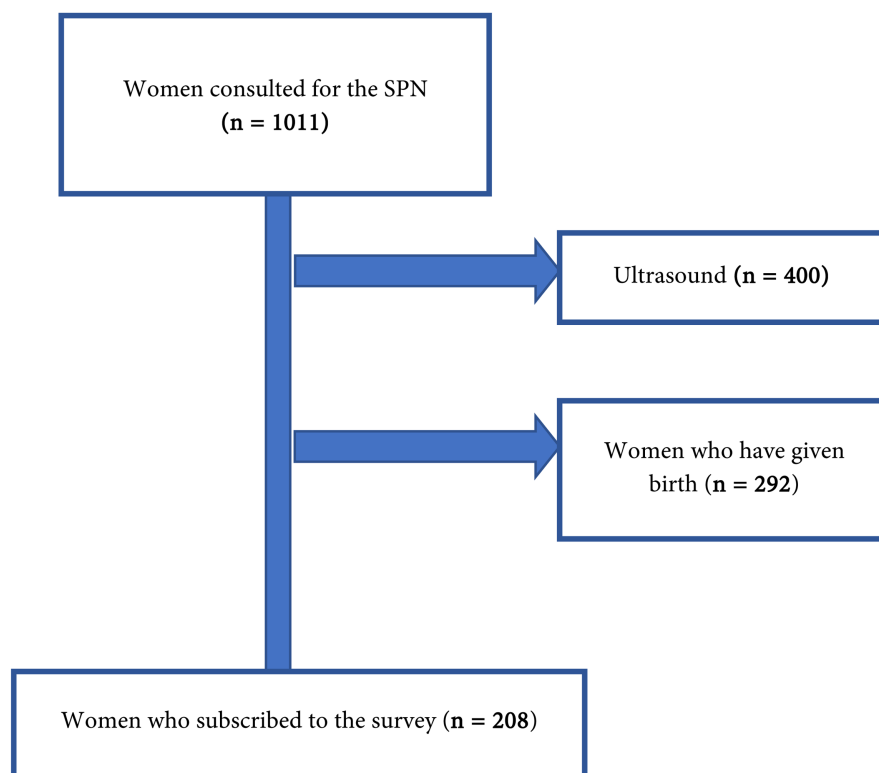 Women consulted for the SPN
(n = 1011)
Ultrasound (n = 400)
Women who have given
birth (n = 292)
Women who subscribed to the survey (n = 208)